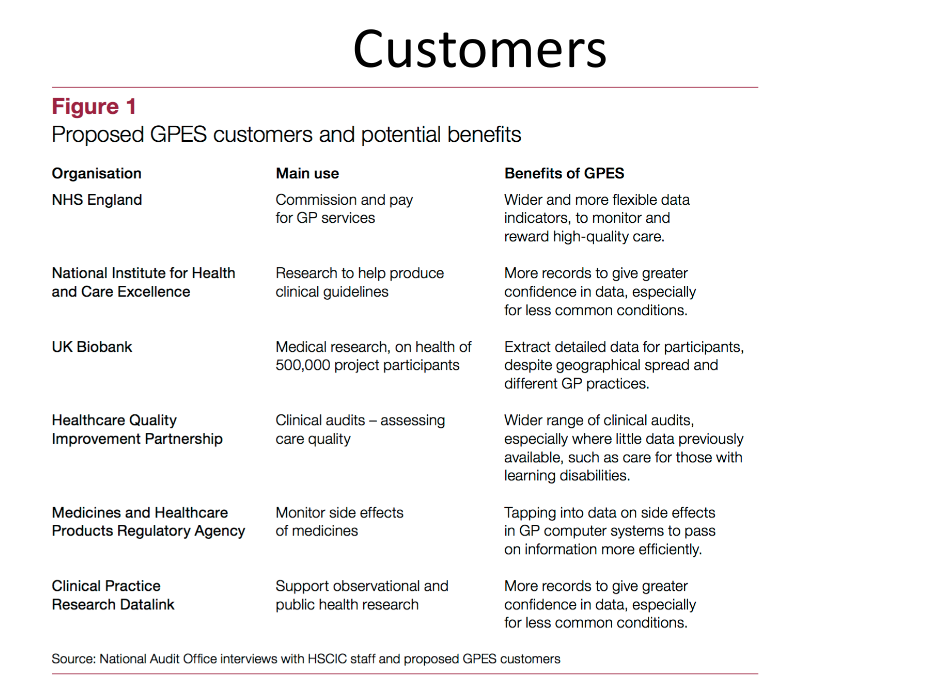 Customers
Figure 1
Proposed GPES customers and potential benefits
Organisation Main use Benefits of GPES
NHS England Commission and pay Wider and more flexible data
for GP services indicators, to monitor and
reward high-quality care.
National Institute for Health Research to help produce More records to give greater
and Care Excellence clinical guidelines confidence in data, especially
for less common conditions.
UK Biobank Medical research, on health of Extract detailed data for participants,
500,000 project participants despite geographical spread and
different GP practices.
Healthcare Quality Clinical audits – assessing Wider range of clinical audits,
Improvement Partnership care quality especially where little data previously
available, such as care for those with
learning disabilities.
Medicines and Healthcare Monitor side effects Tapping into data on side effects
Products Regulatory Agency of medicines in GP computer systems to pass
on information more efficiently.
Clinical Practice Support observational and More records to give greater
Research Datalink public health research confidence in data, especially
for less common conditions.
Source: National Audit Office interviews with HSCIC staff and proposed GPES customers